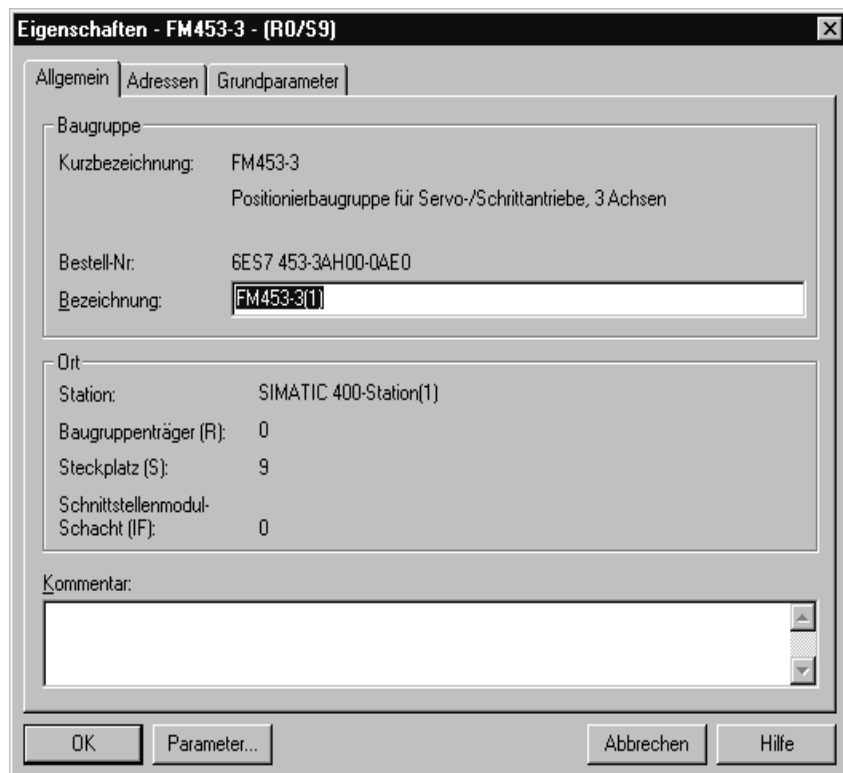 Eigenschaften - FM453-3 - (R0/S9)
Allgemein Adressen Grundparameter
Baugruppe
Kurzbezeichnung: FM453-3
Positionierbaugruppe für Servo-/Schrittantriebe, 3 Achsen
Bestell-Nr: 6ES7 453-3AH00-0AE0
Bezeichnung: FM453-3(1)
Ort
Station: SIMATIC 400-Station(1)
Baugruppenträger (R): 0
Steckplatz (S): 9
Schnittstellenmodul-
Schacht (IF): 0
Kommentar:
OK Parameter... Abbrechen Hilfe